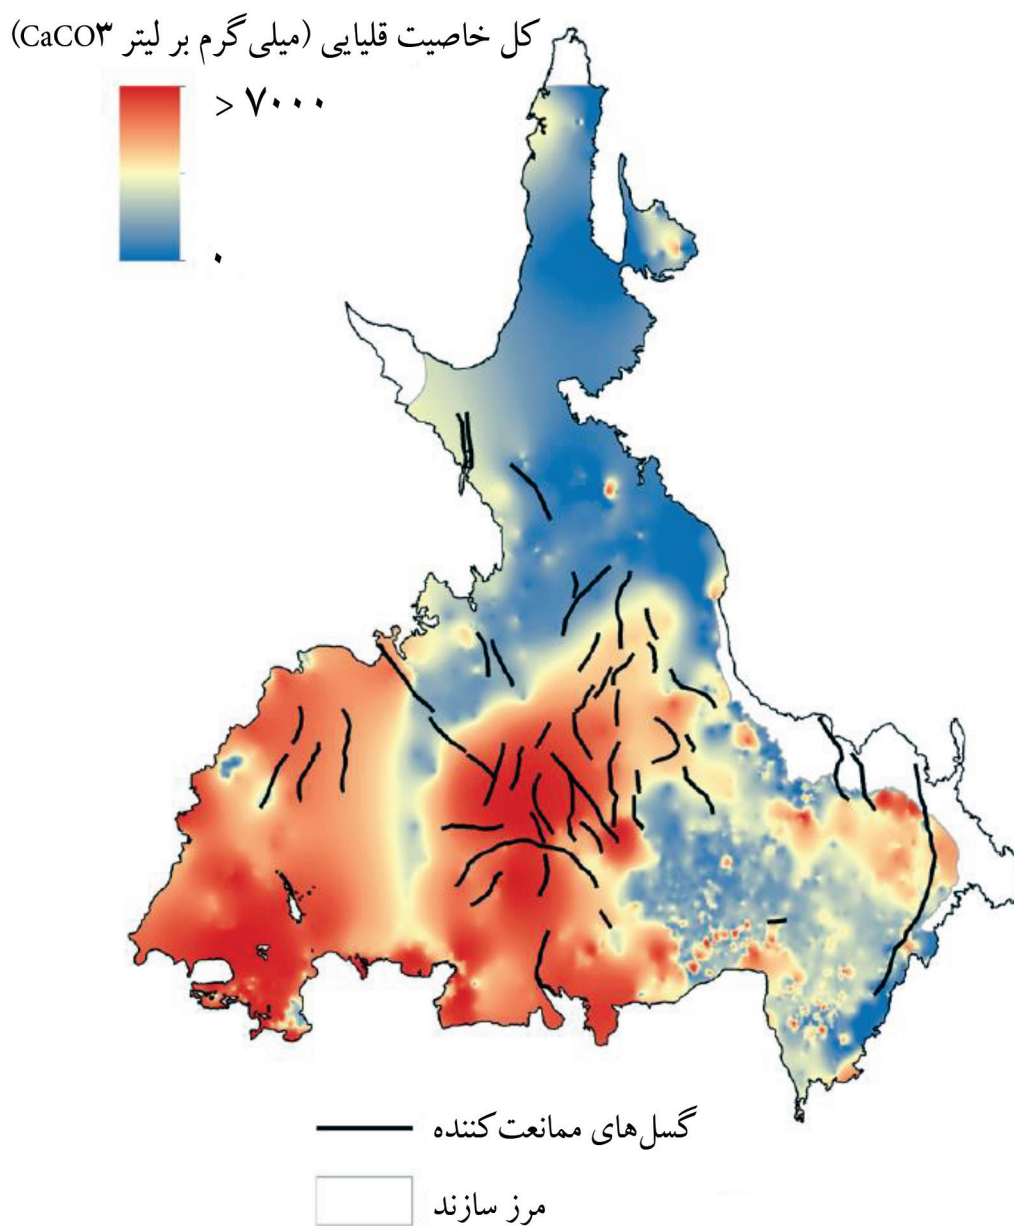 کل خاصیت قلیایی (میلی‌گرم بر لیتر CaCO۳)
> ۷۰۰۰
۰
گسل‌های ممانعت‌کننده
مرز سازند